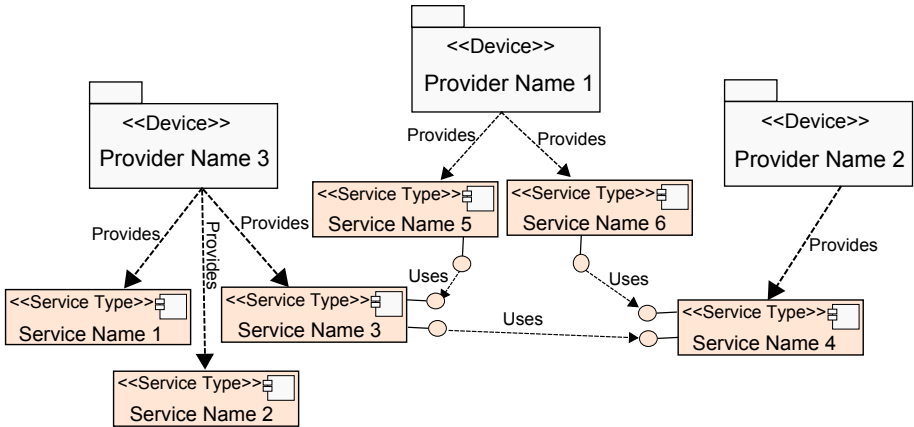 <<Device>>
Provider Name 1
<<Device>>
Provider Name 3
<<Device>>
Provider Name 2
Provides
Provides
<<Service Type>>
Service Name 5
<<Service Type>>
Service Name 6
Provides
Provides
Provides
Provides
Uses
Uses
<<Service Type>>
Service Name 1
<<Service Type>>
Service Name 3
Uses
<<Service Type>>
Service Name 4
<<Service Type>>
Service Name 2